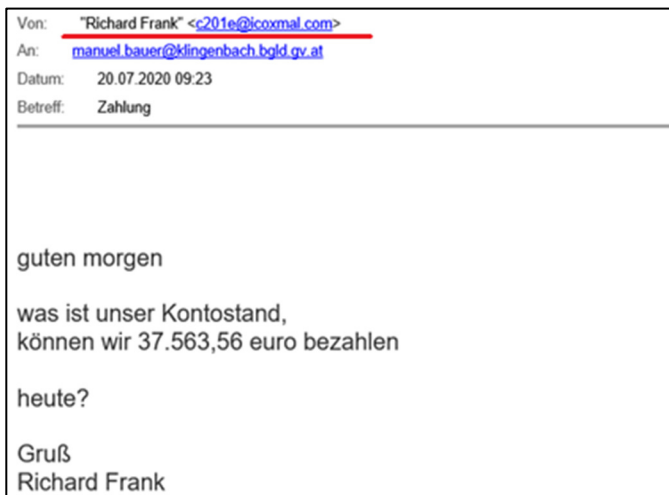 Von: "Richard Frank" <c201e@icoxmal.com>
An: manuel.bauer@klingenbach.bgld.gv.at
Datum: 20.07.2020 09:23
Betreff: Zahlung
guten morgen
was ist unser Kontostand,
können wir 37.563,56 euro bezahlen
heute?
Gruß
Richard Frank